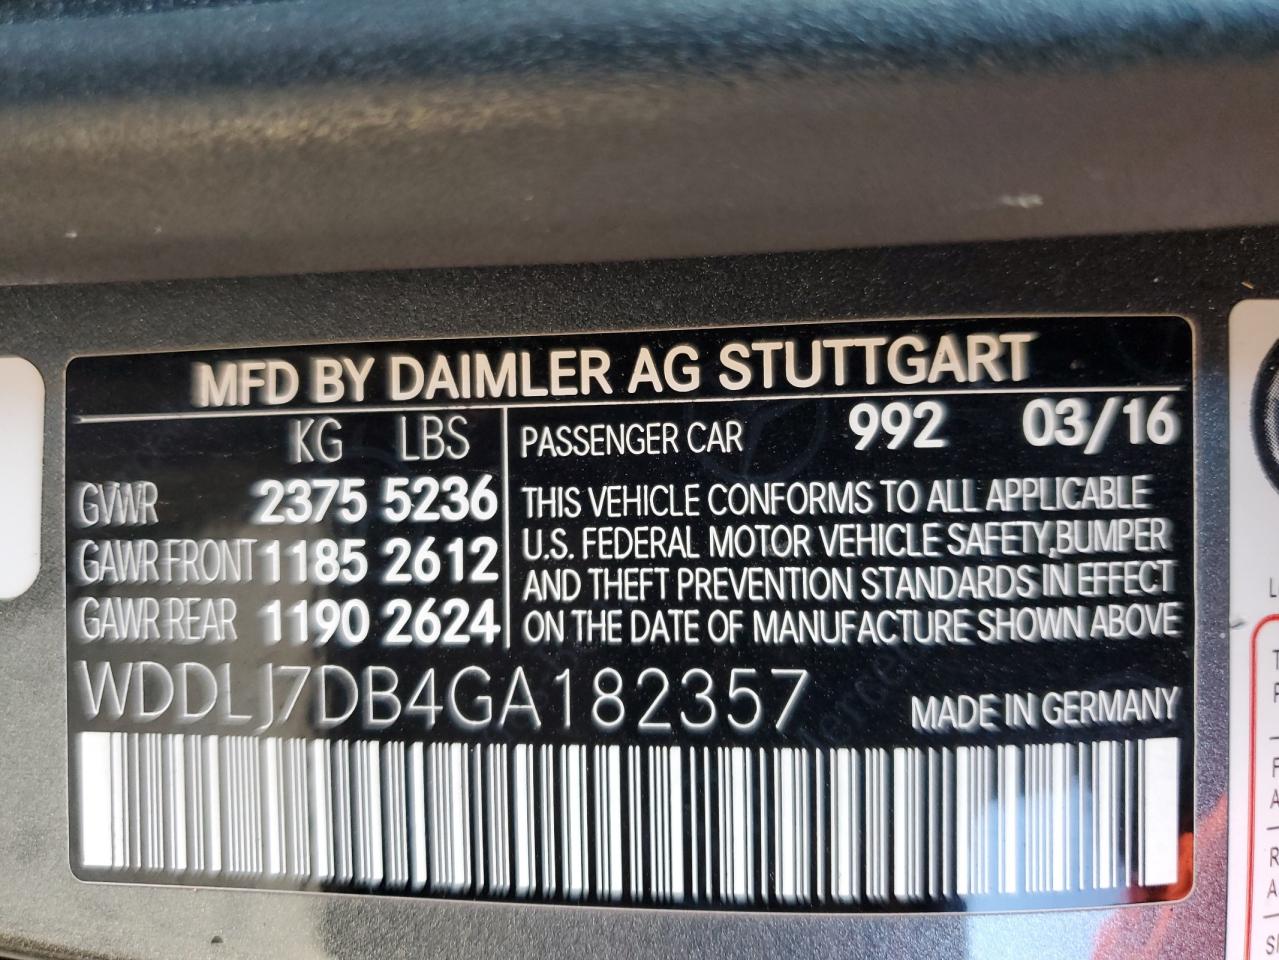 MFD BY DAIMLER AG STUTTGART
KG LBS
GVWR 2375 5236
GAWR FRONT 1185 2612
GAWR REAR 1190 2624
PASSENGER CAR 992 03/16
THIS VEHICLE CONFORMS TO ALL APPLICABLE
U.S. FEDERAL MOTOR VEHICLE SAFETY,BUMPER
AND THEFT PREVENTION STANDARDS IN EFFECT
ON THE DATE OF MANUFACTURE SHOWN ABOVE
WDDLJ7DB4GA182357
MADE IN GERMANY